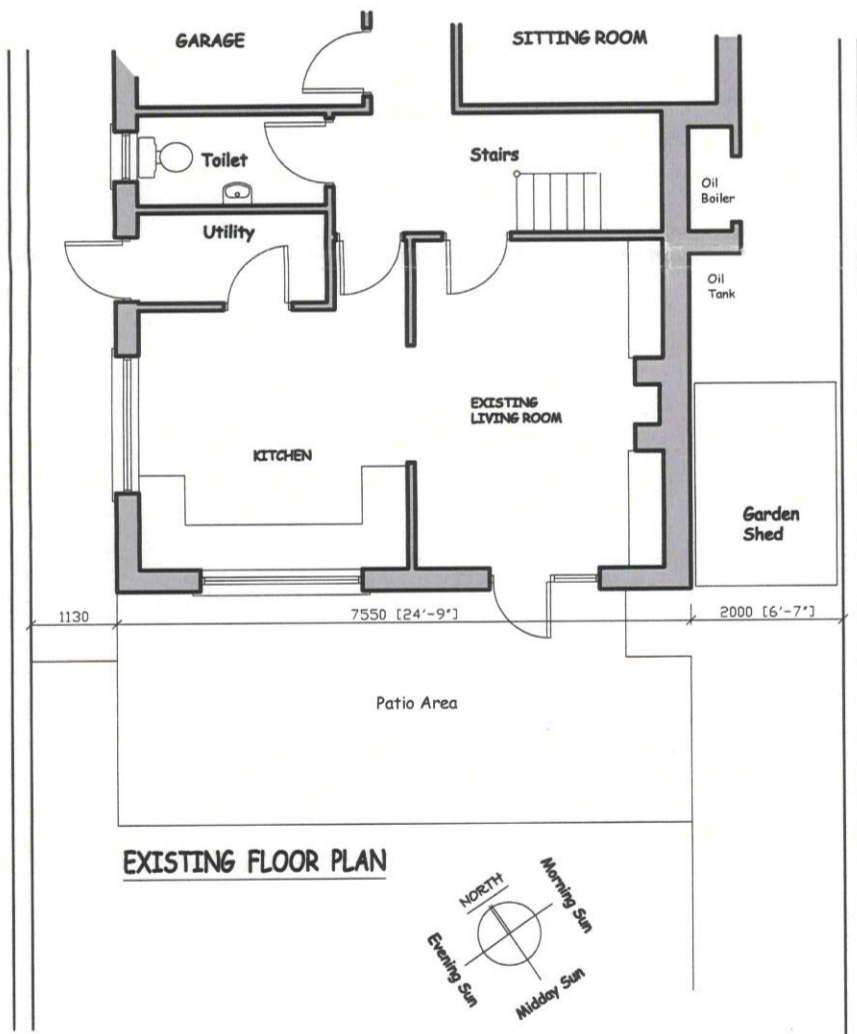 GARAGE
SITTING ROOM
Toilet
Stairs
Oil
Boiler
Utility
Oil
Tank
EXISTING
LIVING ROOM
KITCHEN
Garden
Shed
1130
7550 [24'-9"]
2000 [6'-7"]
Patio Area
EXISTING FLOOR PLAN
NORTH
Morning Sun
Evening Sun
Midday Sun